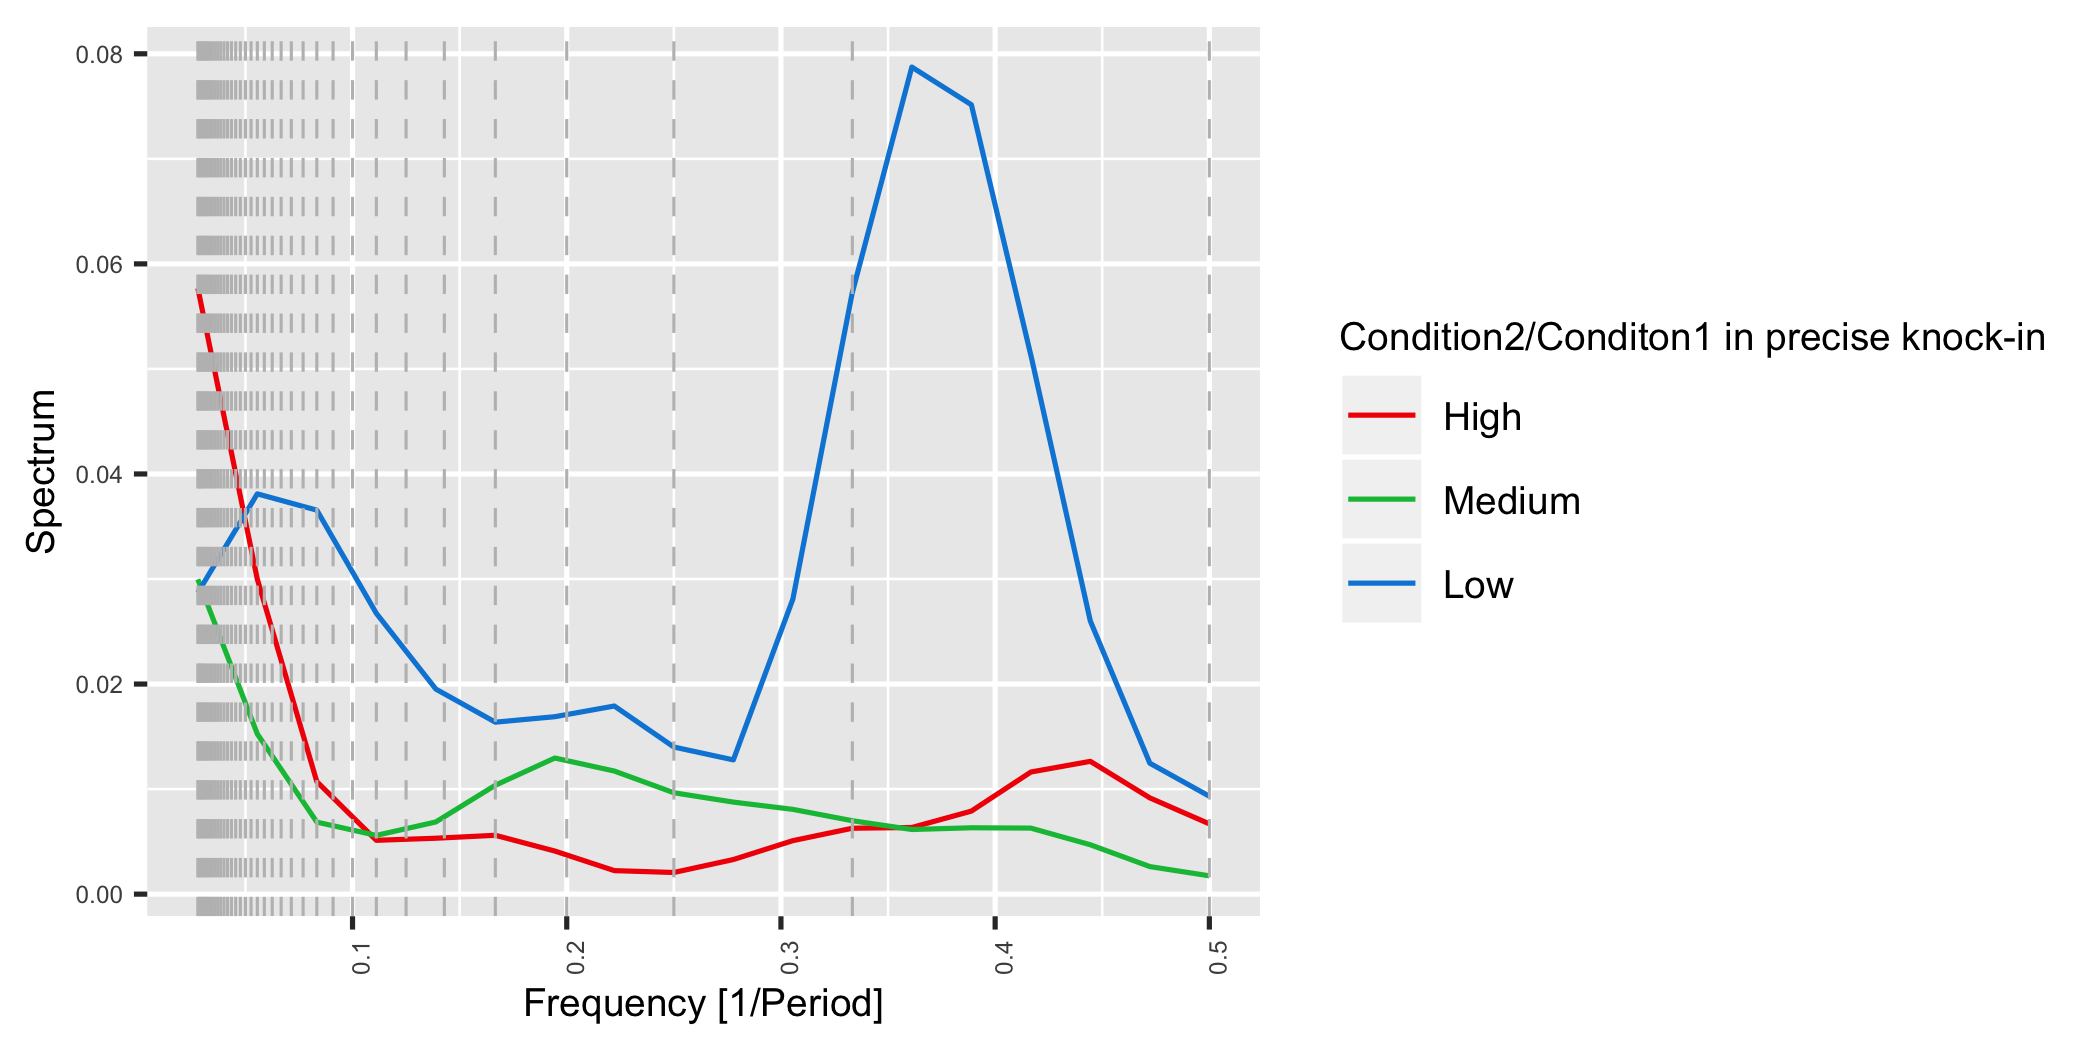 0.08
0.06
0.04
0.02
0.00
Spectrum
0.1
0.2
0.3
0.4
0.5
Frequency [1/Period]
Condition2/Conditon1 in precise knock-in
High
Medium
Low